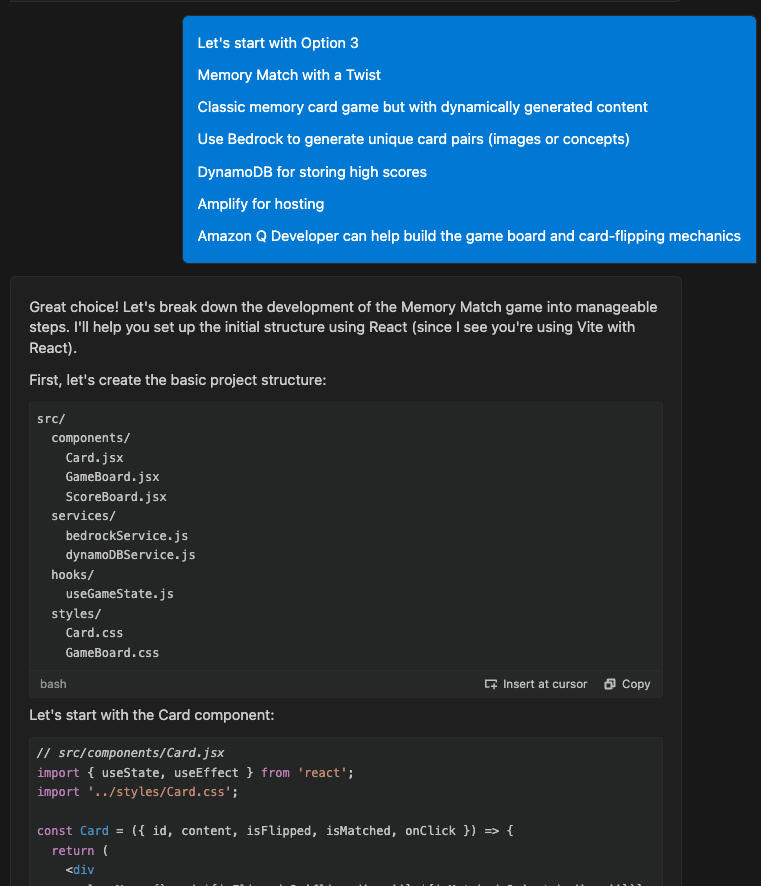 Let's start with Option 3
Memory Match with a Twist
Classic memory card game but with dynamically generated content
Use Bedrock to generate unique card pairs (images or concepts)
DynamoDB for storing high scores
Amplify for hosting
Amazon Q Developer can help build the game board and card-flipping mechanics
Great choice! Let's break down the development of the Memory Match game into manageable
steps. I'll help you set up the initial structure using React (since I see you're using Vite with
React).
First, let's create the basic project structure:
src/
components/
Card.jsx
GameBoard.jsx
ScoreBoard.jsx
services/
bedrockService.js
dynamoDBService.js
hooks/
useGameState.js
styles/
Card.css
GameBoard.css
bash Insert at cursor Copy
Let's start with the Card component:
// src/components/Card.jsx
import { useState, useEffect } from 'react';
import '../styles/Card.css';
const Card = ({ id, content, isFlipped, isMatched, onClick }) => {
return (
<div